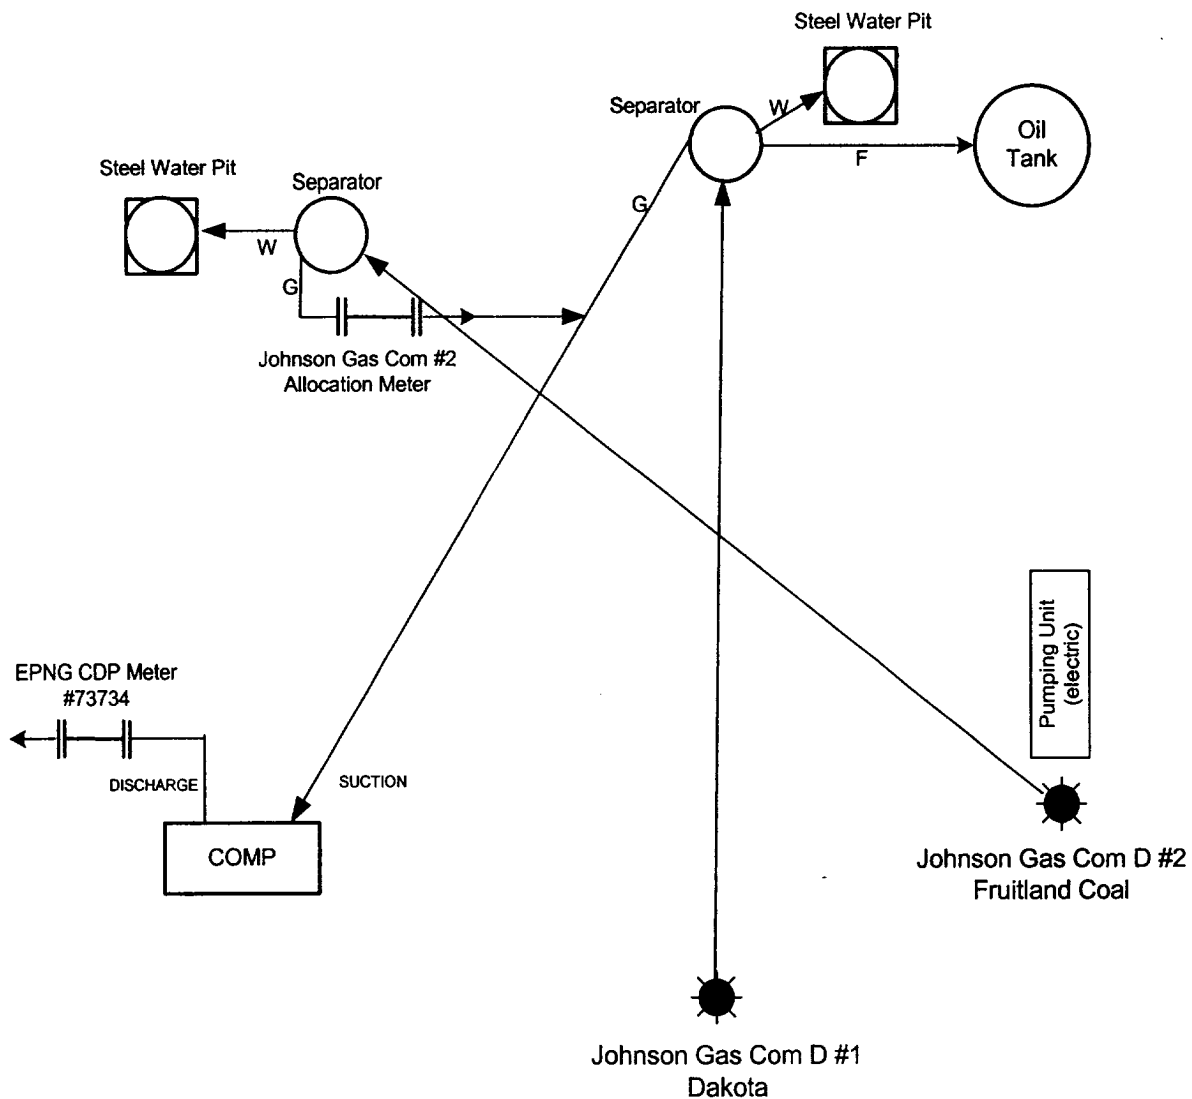 Steel Water Pit
Separator
W
Oil
Tank
F
Steel Water Pit
Separator
G
W
G
Johnson Gas Com #2
Allocation Meter
Pumping Unit
(electric)
EPNG CDP Meter
#73734
DISCHARGE
SUCTION
COMP
Johnson Gas Com D #2
Fruitland Coal
Johnson Gas Com D #1
Dakota